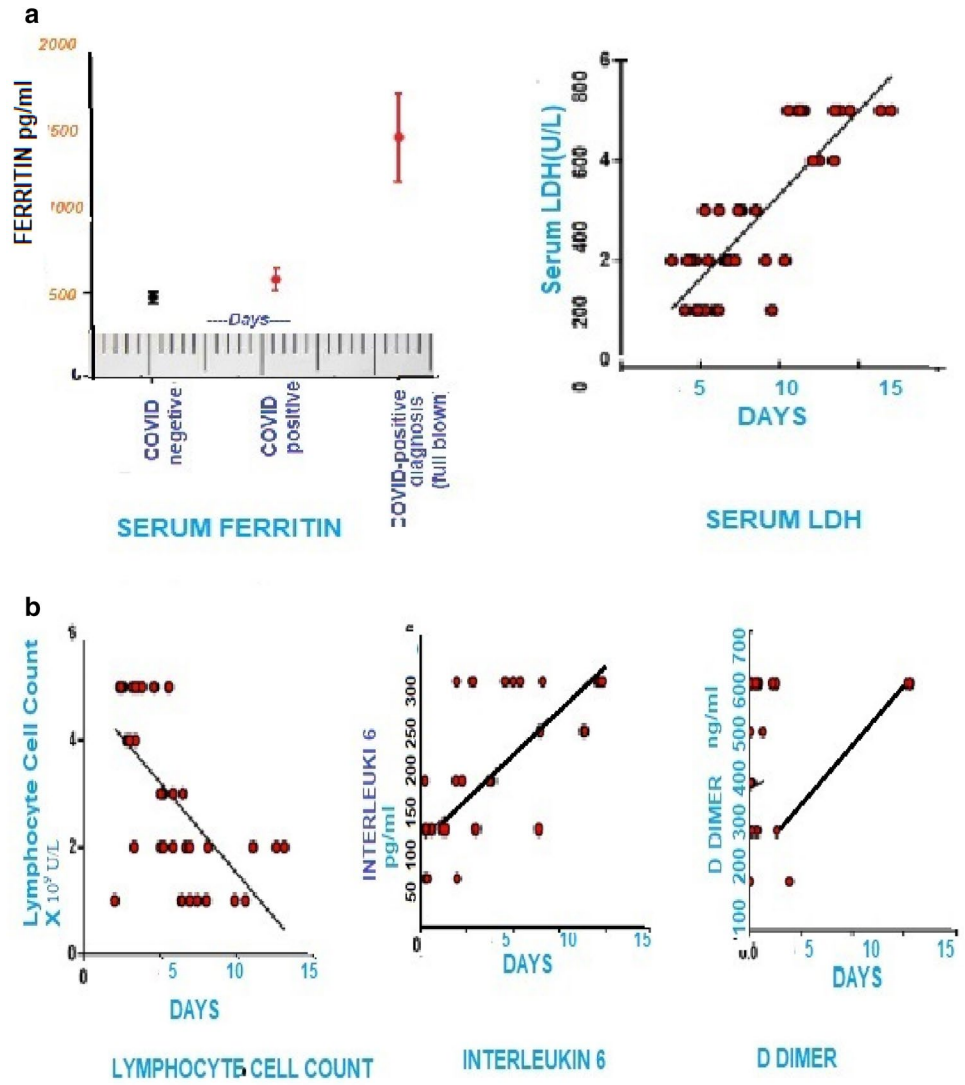 a
2000
FERRITIN pg/ml
1000
500
----Days----
COVID
negetive
COVID
positive
COVID-positive
diagnosis
(full blown)
SERUM FERRITIN
Serum LDH(U/L)
800
600
400
200
0
6
4
2
0
5
10
15
DAYS
SERUM LDH
b
Lymphocyte Cell Count
X 10⁹ U/L
4
2
0
0
5
10
15
DAYS
LYMPHOCYTE CELL COUNT
INTERLEUKI 6
pg/ml
300
250
200
150
100
50
0
5
10
15
DAYS
INTERLEUKIN 6
D DIMER ng/ml
700
600
500
400
300
200
100
0.0
5
10
15
DAYS
D DIMER